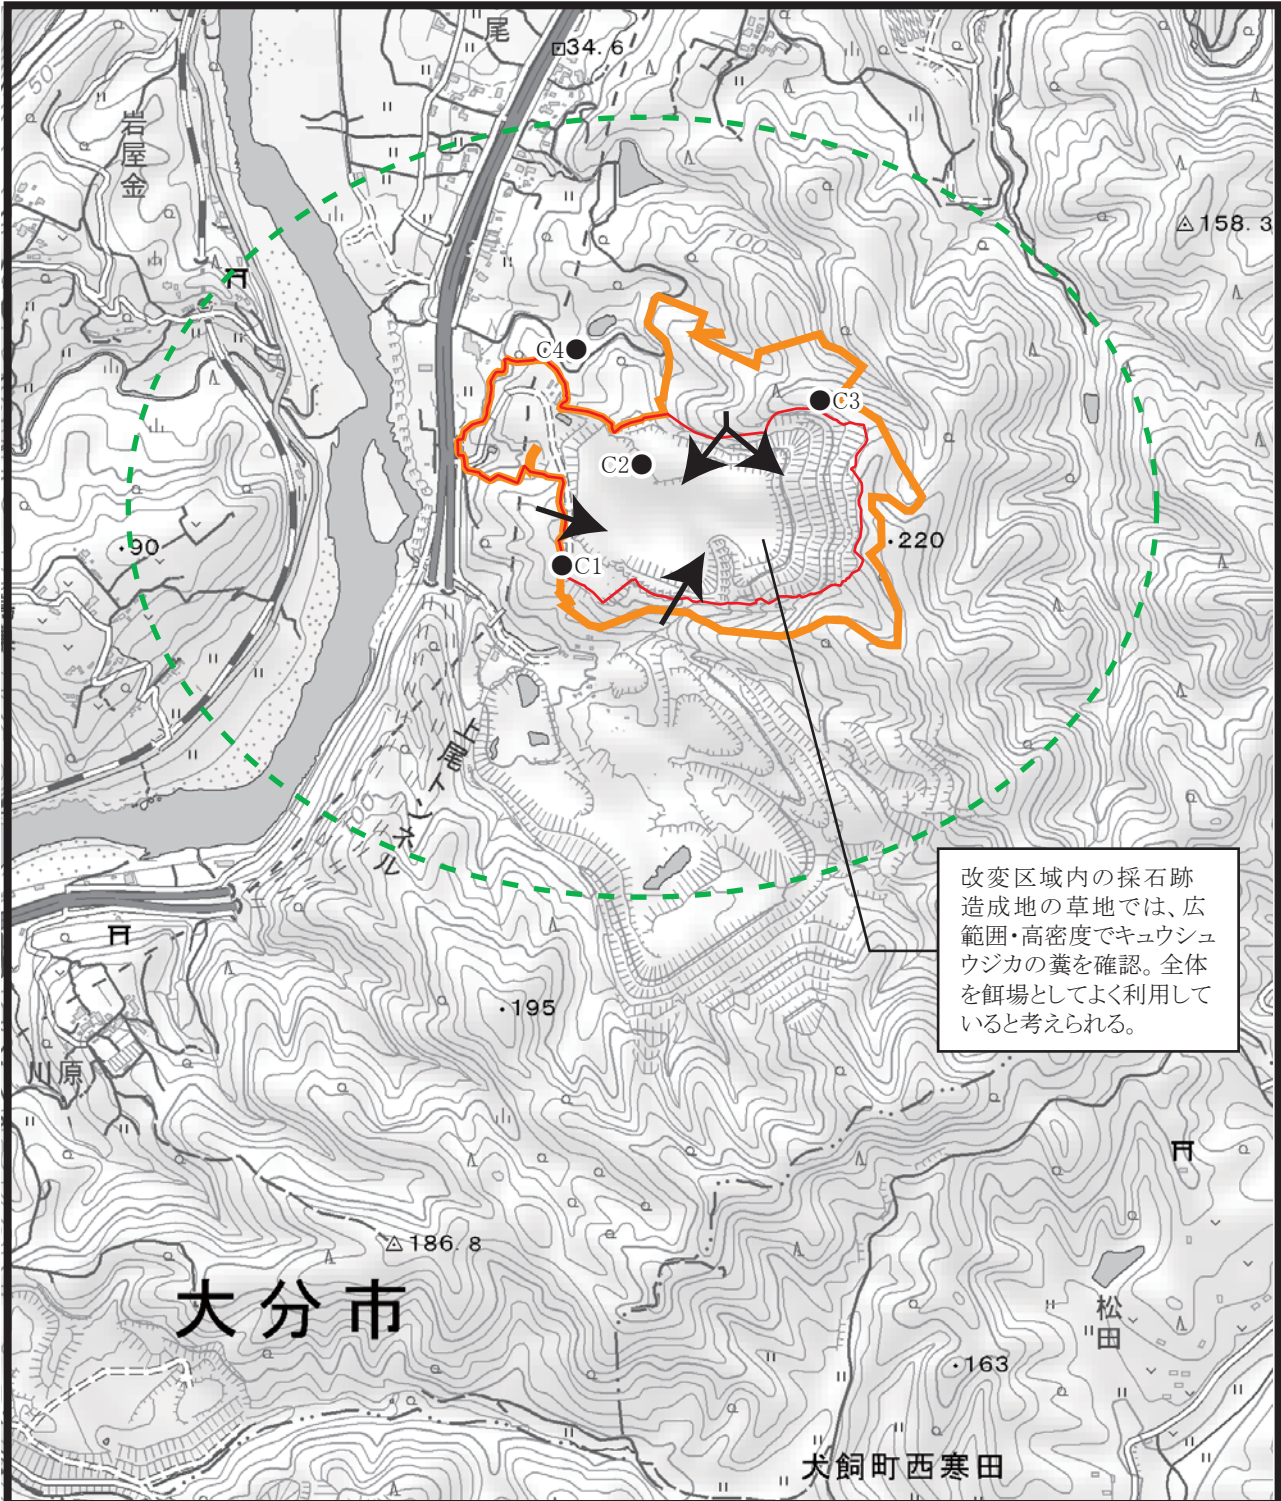 尾
34.6
50
岩屋金
158.3
100
C4
C3
C2
220
90
C1
上尾トンネル
100
改変区域内の採石跡
造成地の草地では、広
範囲・高密度でキュウシュ
ウジカの糞を確認。全体
を餌場としてよく利用して
いると考えられる。
195
川原
186.8
大分市
松田
163
犬飼町西寒田